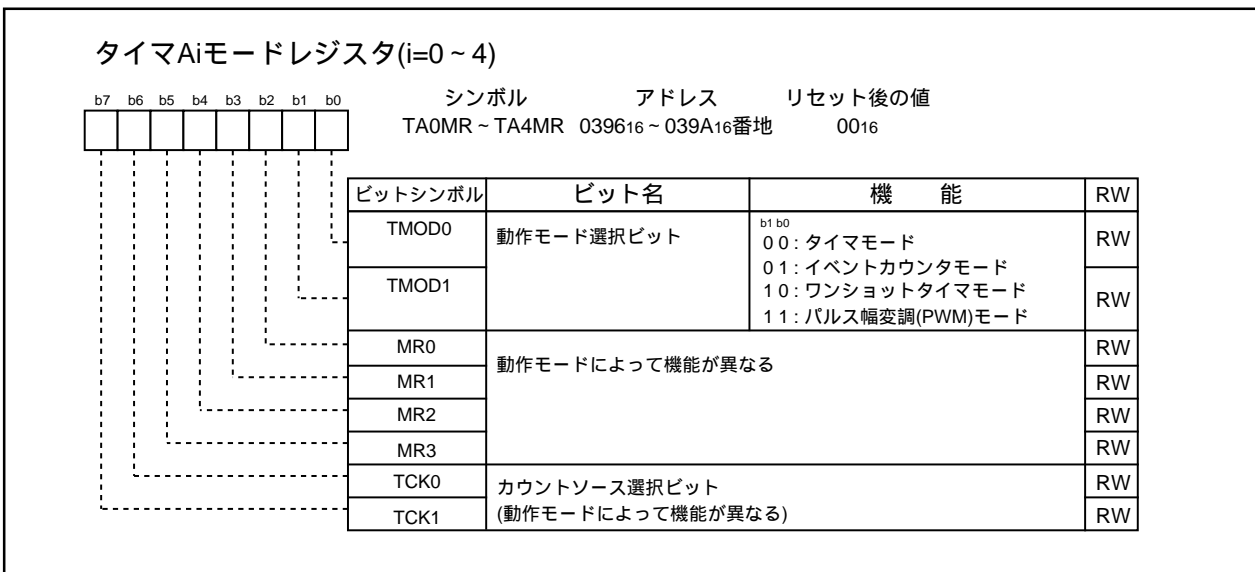 タイマAiモードレジスタ(i=0～4)
シンボル アドレス リセット後の値
b7 b6 b5 b4 b3 b2 b1 b0
TA0MR～TA4MR 039616～039A16番地 0016
ビットシンボル ビット名 機 能 RW
TMOD0 動作モード選択ビット b1 b0 RW
0 0 : タイマモード
0 1 : イベントカウンタモード
TMOD1 1 0 : ワンショットタイマモード RW
1 1 : パルス幅変調(PWM)モード
MR0 動作モードによって機能が異なる RW
MR1 RW
MR2 RW
MR3 RW
TCK0 カウントソース選択ビット RW
TCK1 (動作モードによって機能が異なる) RW